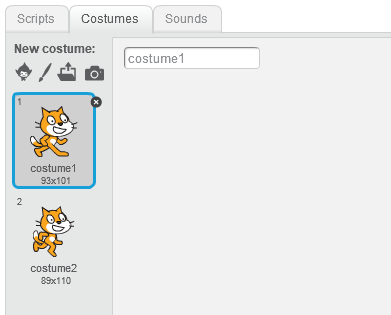 Scripts Costumes Sounds
New costume:
costume1
1
costume1
93x101
2
costume2
89x110